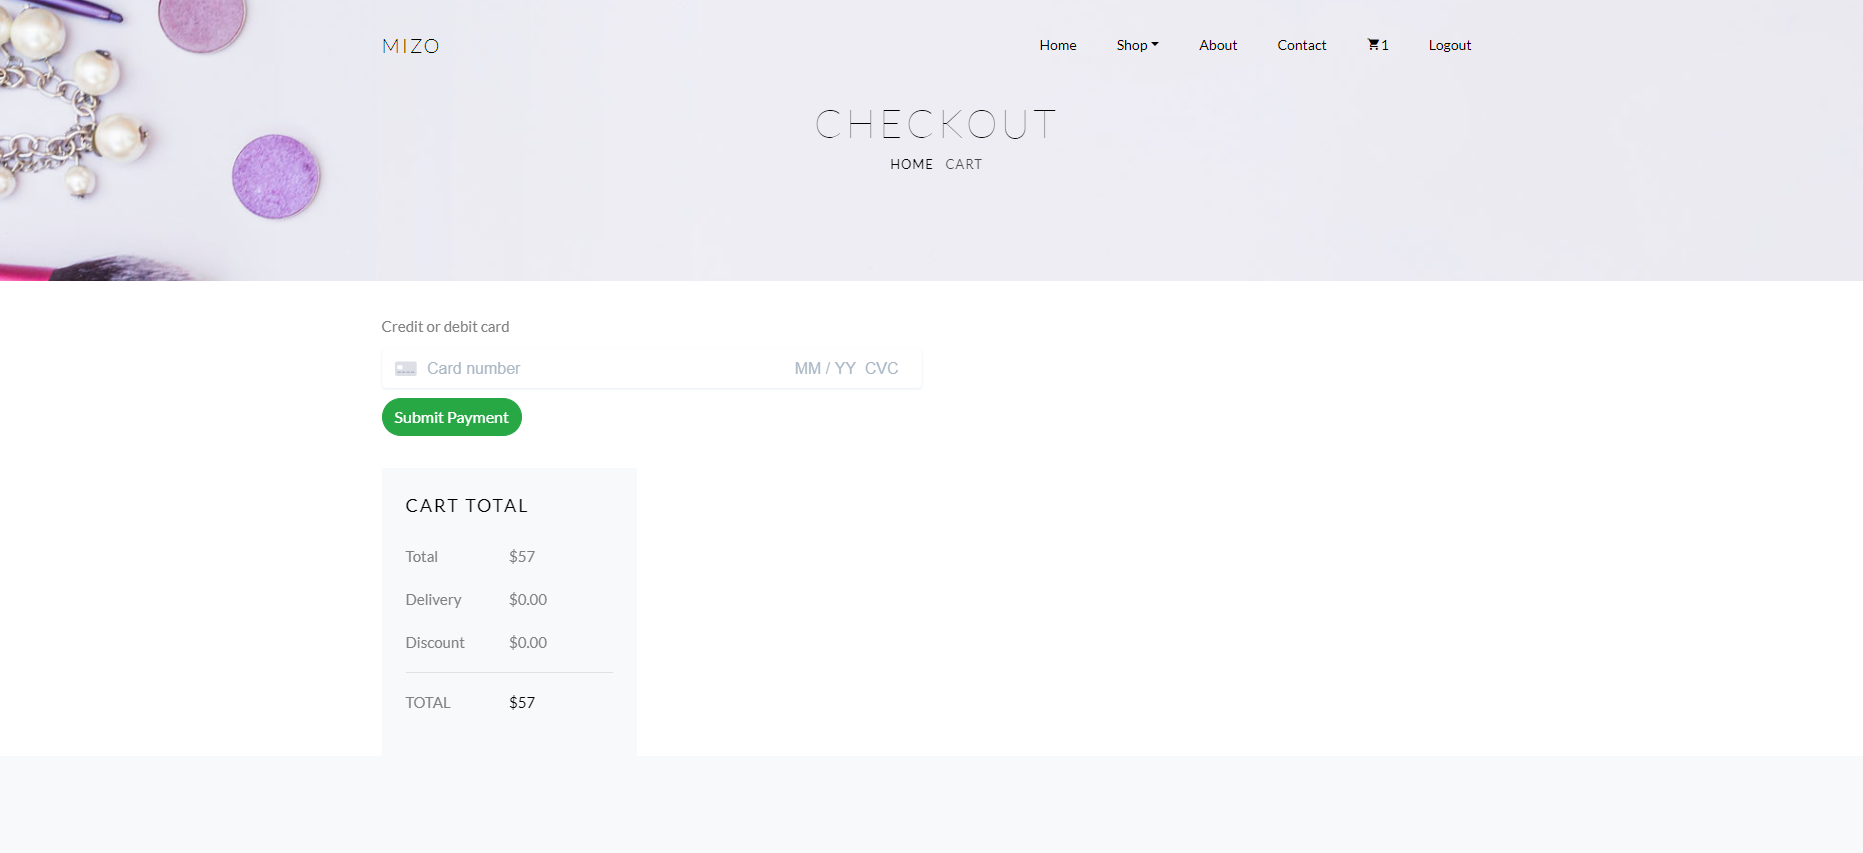 MIZO
Home Shop About Contact 1 Logout
CHECKOUT
HOME CART
Credit or debit card
Card number MM / YY CVC
Submit Payment
CART TOTAL
Total $57
Delivery $0.00
Discount $0.00
TOTAL $57